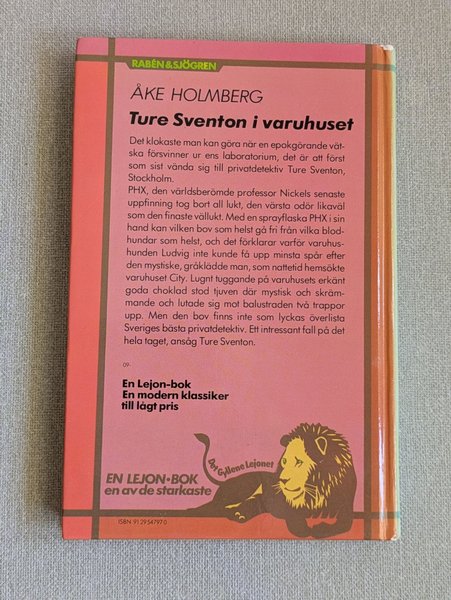 RABÉN&SJÖGREN
ÅKE HOLMBERG
Ture Sventon i varuhuset
Det klokaste man kan göra när en epokgörande vät-
ska försvinner ur ens laboratorium, det är att först
som sist vända sig till privatdetektiv Ture Sventon,
Stockholm.
PHX, den världsberömde professor Nickels senaste
uppfinning tog bort all lukt, den värsta odör likaväl
som den finaste vällukt. Med en sprayflaska PHX i sin
hand kan vilken bov som helst gå fri från vilka blod-
hundar som helst, och det förklarar varför varuhus-
hunden Ludvig inte kunde få upp minsta spår efter
den mystiske, gråklädde man, som nattetid hemsökte
varuhuset City. Lugnt tuggande på varuhusets erkänt
goda choklad stod tjuven där mystisk och skräm-
mande och lutade sig mot balustraden två trappor
upp. Men den bov finns inte som lyckas överlista
Sveriges bästa privatdetektiv. Ett intressant fall på det
hela taget, ansåg Ture Sventon.
09-
En Lejon-bok
En modern klassiker
till lågt pris
Det Gyllene Lejonet
EN LEJON•BOK
en av de starkaste
ISBN 91 29 54797 0